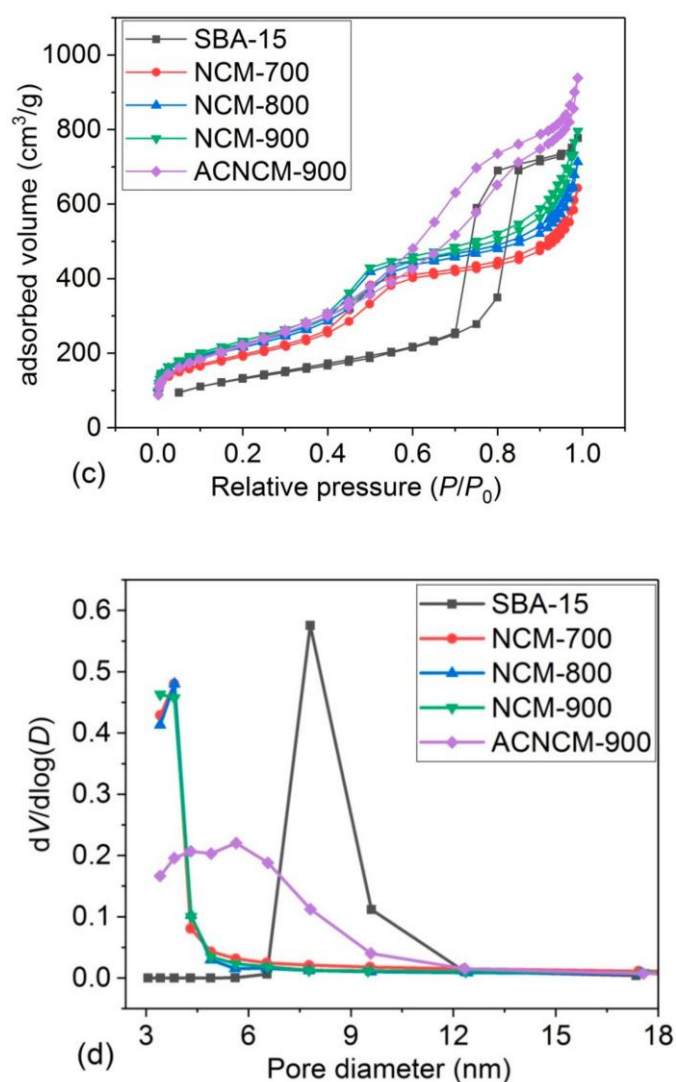 SBA-15
NCM-700
NCM-800
NCM-900
ACNCM-900
1000
800
600
400
200
0
adsorbed volume (cm³/g)
0.0 0.2 0.4 0.6 0.8 1.0
Relative pressure (P/P₀)
(c)
SBA-15
NCM-700
NCM-800
NCM-900
ACNCM-900
0.6
0.5
0.4
0.3
0.2
0.1
0.0
dV/dlog(D)
3 6 9 12 15 18
Pore diameter (nm)
(d)